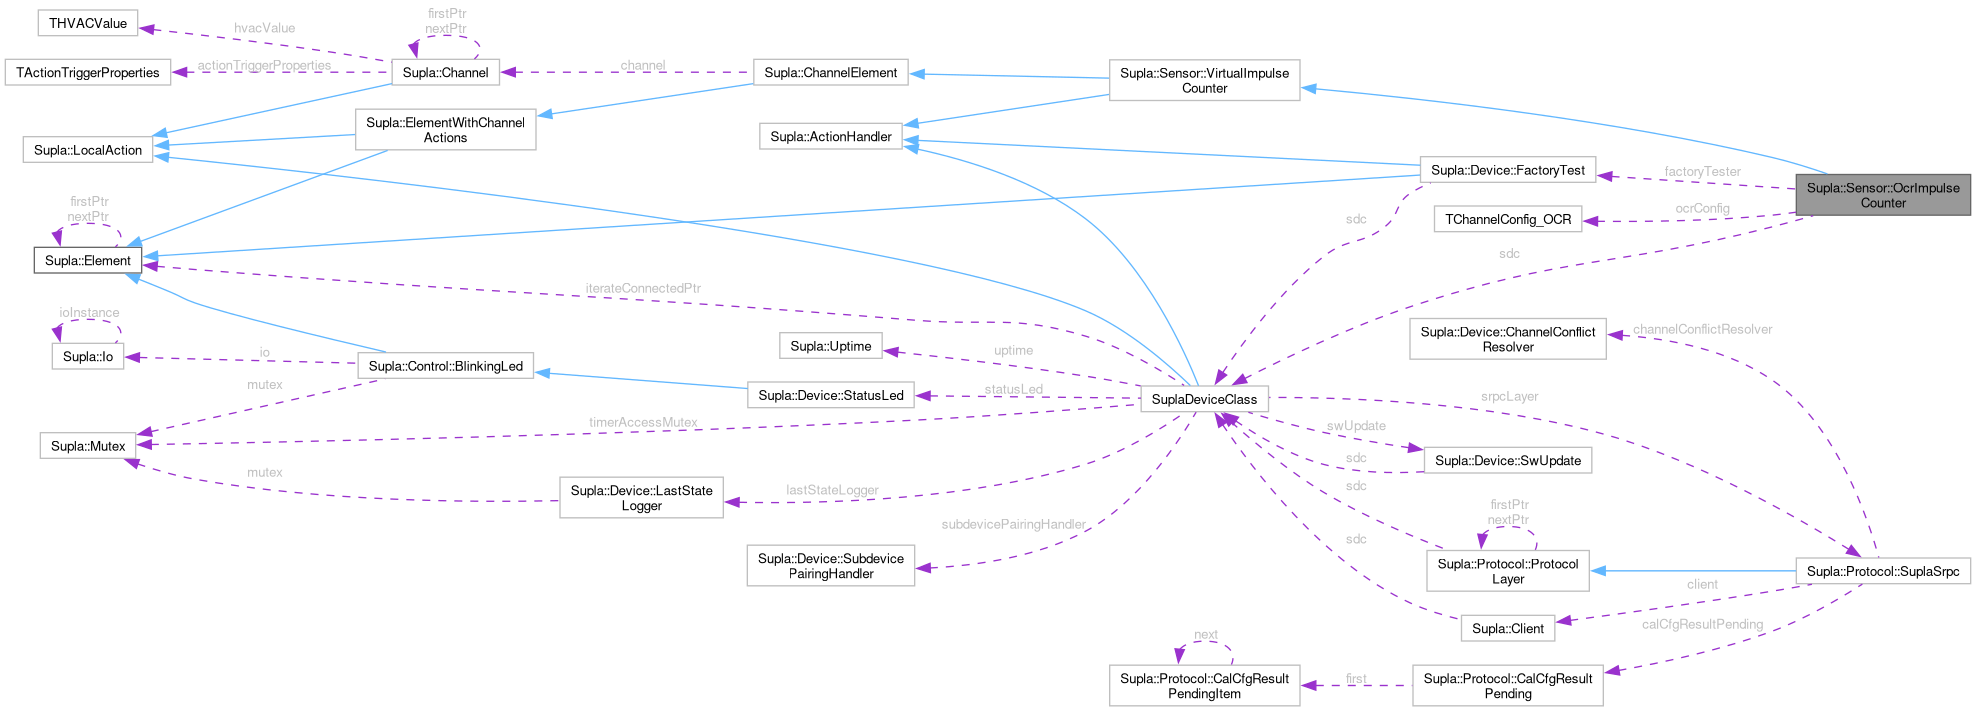 THVACValue
hvacValue
firstPtr
nextPtr
TActionTriggerProperties
actionTriggerProperties
Supla::Channel
channel
Supla::ChannelElement
Supla::Sensor::VirtualImpulse
Counter
Supla::ElementWithChannel
Actions
Supla::LocalAction
Supla::ActionHandler
Supla::Device::FactoryTest
factoryTester
Supla::Sensor::OcrImpulse
Counter
firstPtr
nextPtr
sdc
TChannelConfig_OCR
ocrConfig
sdc
Supla::Element
iterateConnectedPtr
ioInstance
Supla::Io
io
Supla::Control::BlinkingLed
mutex
Supla::Uptime
uptime
Supla::Device::ChannelConflict
Resolver
channelConflictResolver
Supla::Device::StatusLed
statusLed
SuplaDeviceClass
srpcLayer
timerAccessMutex
swUpdate
Supla::Mutex
mutex
sdc
Supla::Device::SwUpdate
Supla::Device::LastState
Logger
lastStateLogger
sdc
firstPtr
nextPtr
subdevicePairingHandler
sdc
Supla::Device::Subdevice
PairingHandler
Supla::Protocol::Protocol
Layer
Supla::Protocol::SuplaSrpc
client
Supla::Client
calCfgResultPending
next
Supla::Protocol::CalCfgResult
PendingItem
first
Supla::Protocol::CalCfgResult
Pending